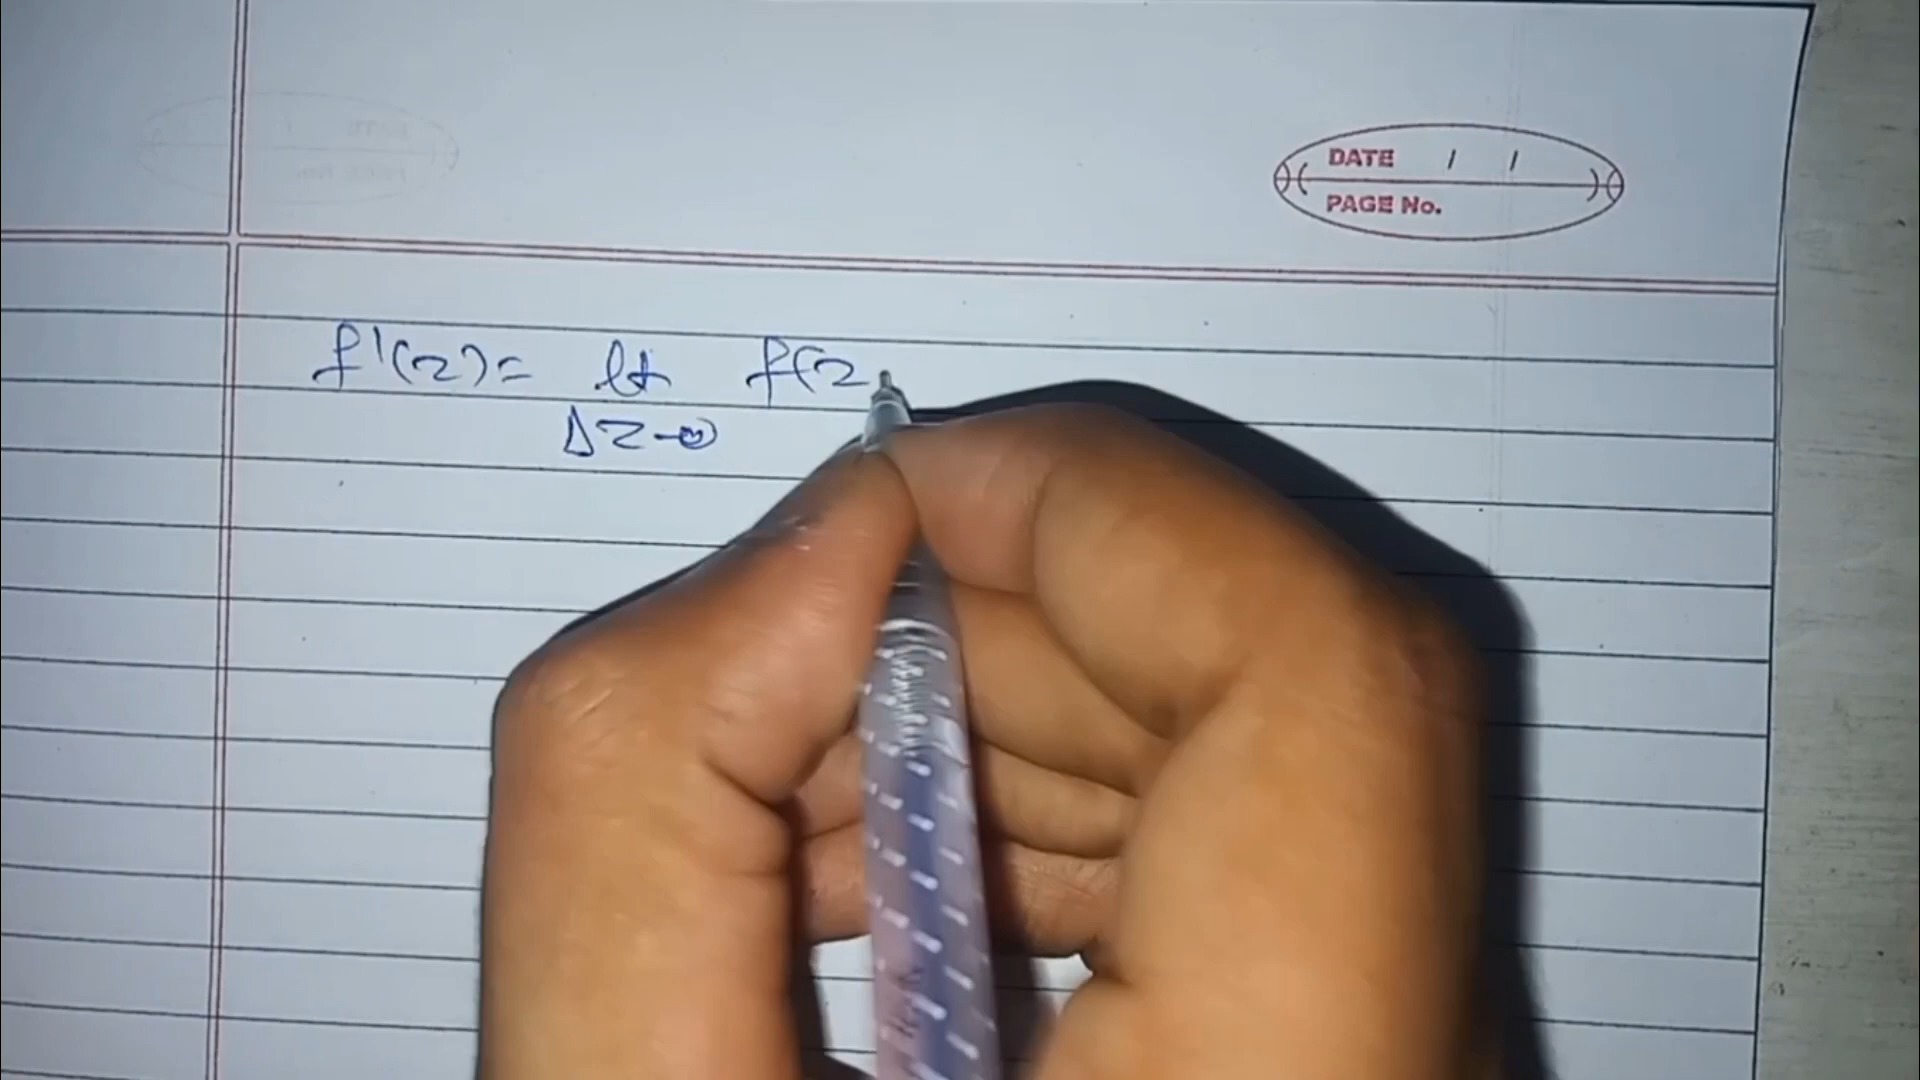 DATE / /
PAGE No.
f'(z) = lt f(z
Δz→0